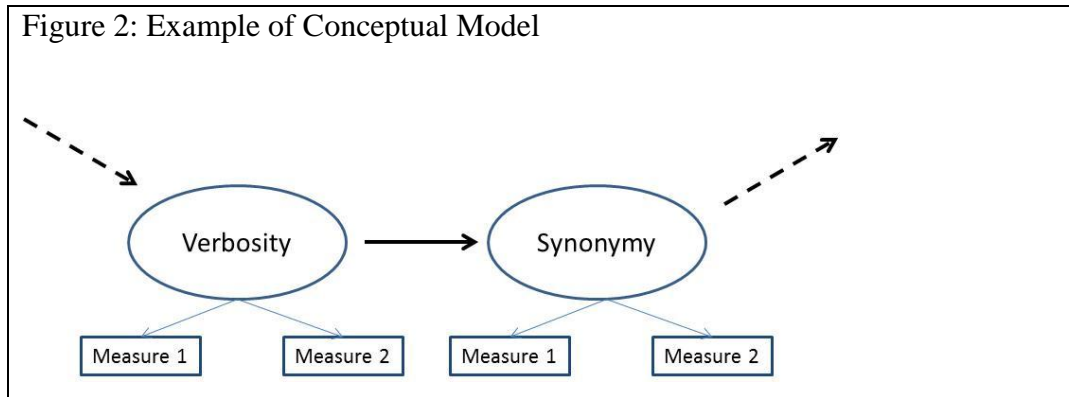 Figure 2: Example of Conceptual Model
Verbosity
Synonymy
Measure 1
Measure 2
Measure 1
Measure 2